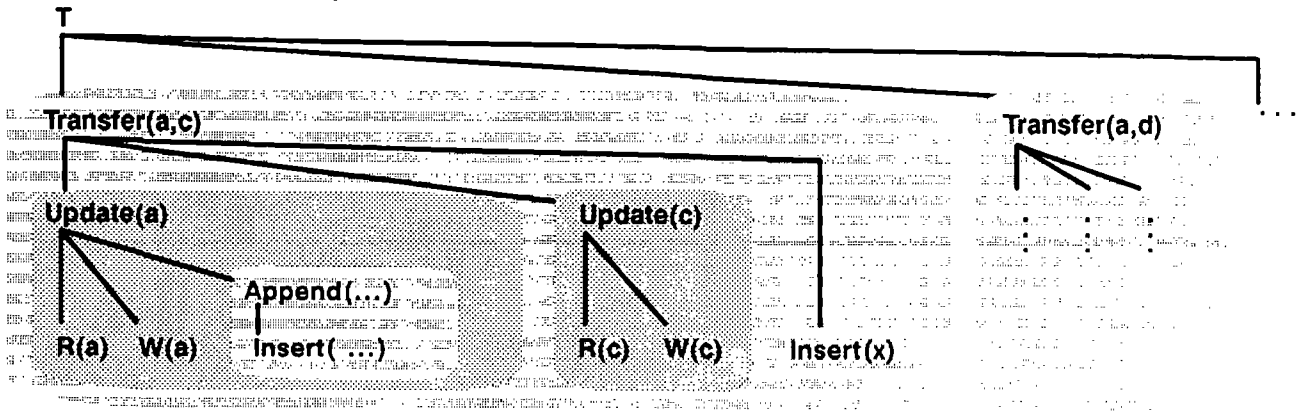 T
...
Transfer(a,c)
Transfer(a,d)
Update(a)
Update(c)
Append(...)
R(a) W(a) Insert( ...) R(c) W(c) Insert(x)